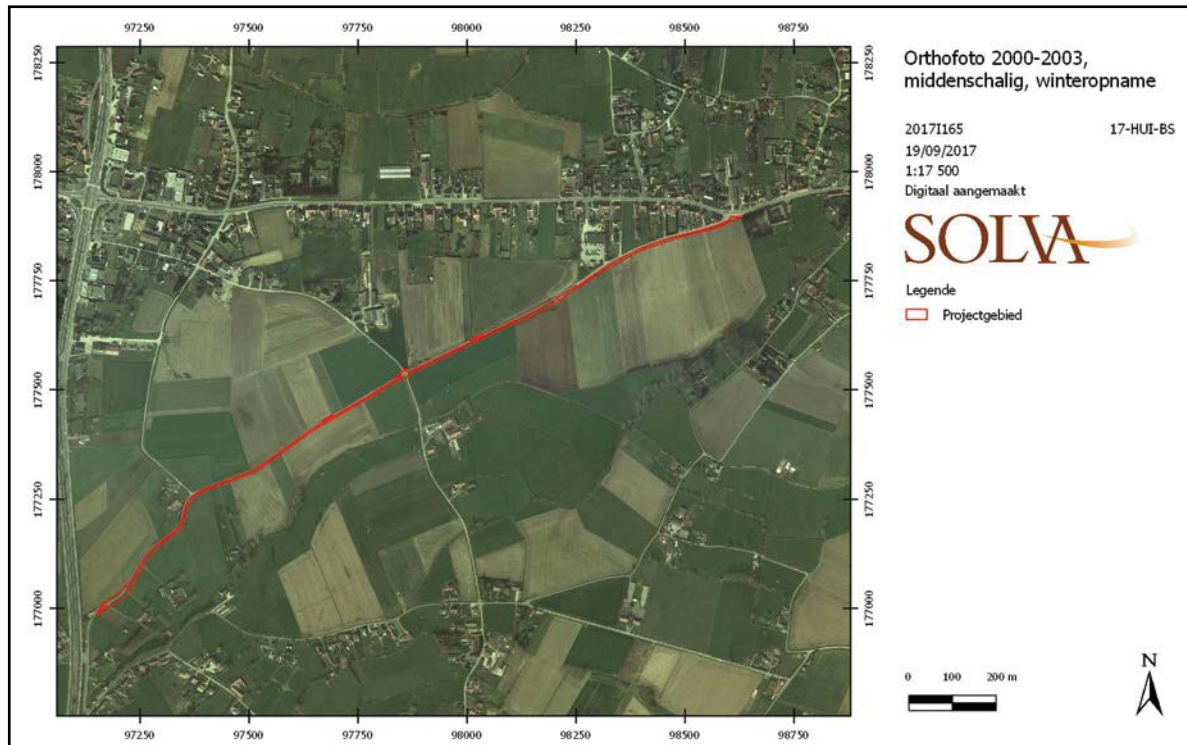 97250 97500 97750 98000 98250 98500 98750
178250 178250
178000 178000
177750 177750
177500 177500
177250 177250
177000 177000
97250 97500 97750 98000 98250 98500 98750
Orthofoto 2000-2003,
middenschalig, winteropname
2017I165 17-HUI-BS
19/09/2017
1:17 500
Digitaal aangemaakt
SOLVA
Legende
Projectgebied
0 100 200 m
N